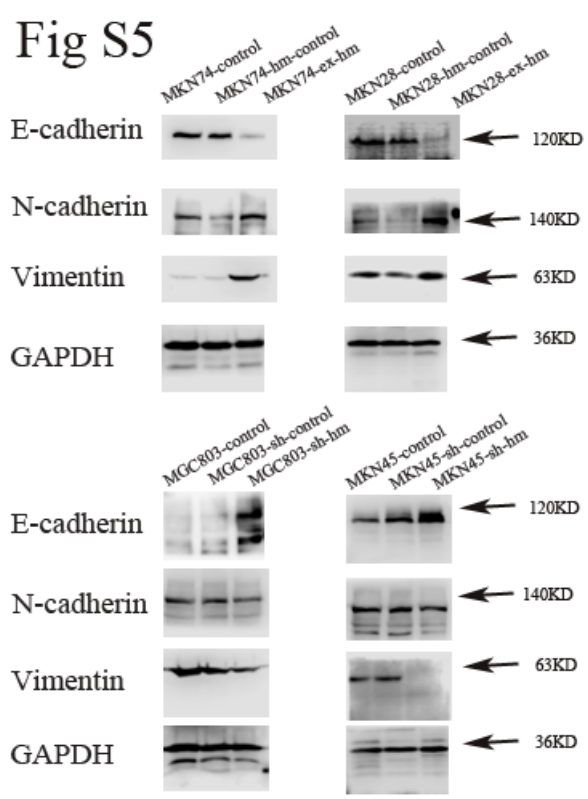 Fig S5
MKN74-control
MKN74-hm-control
MKN74-ex-hm
MKN28-control
MKN28-hm-control
MKN28-ex-hm
E-cadherin
120KD
N-cadherin
140KD
Vimentin
63KD
GAPDH
36KD
MGC803-control
MGC803-sh-control
MGC803-sh-hm
MKN45-control
MKN45-sh-control
MKN45-sh-hm
E-cadherin
120KD
N-cadherin
140KD
Vimentin
63KD
GAPDH
36KD